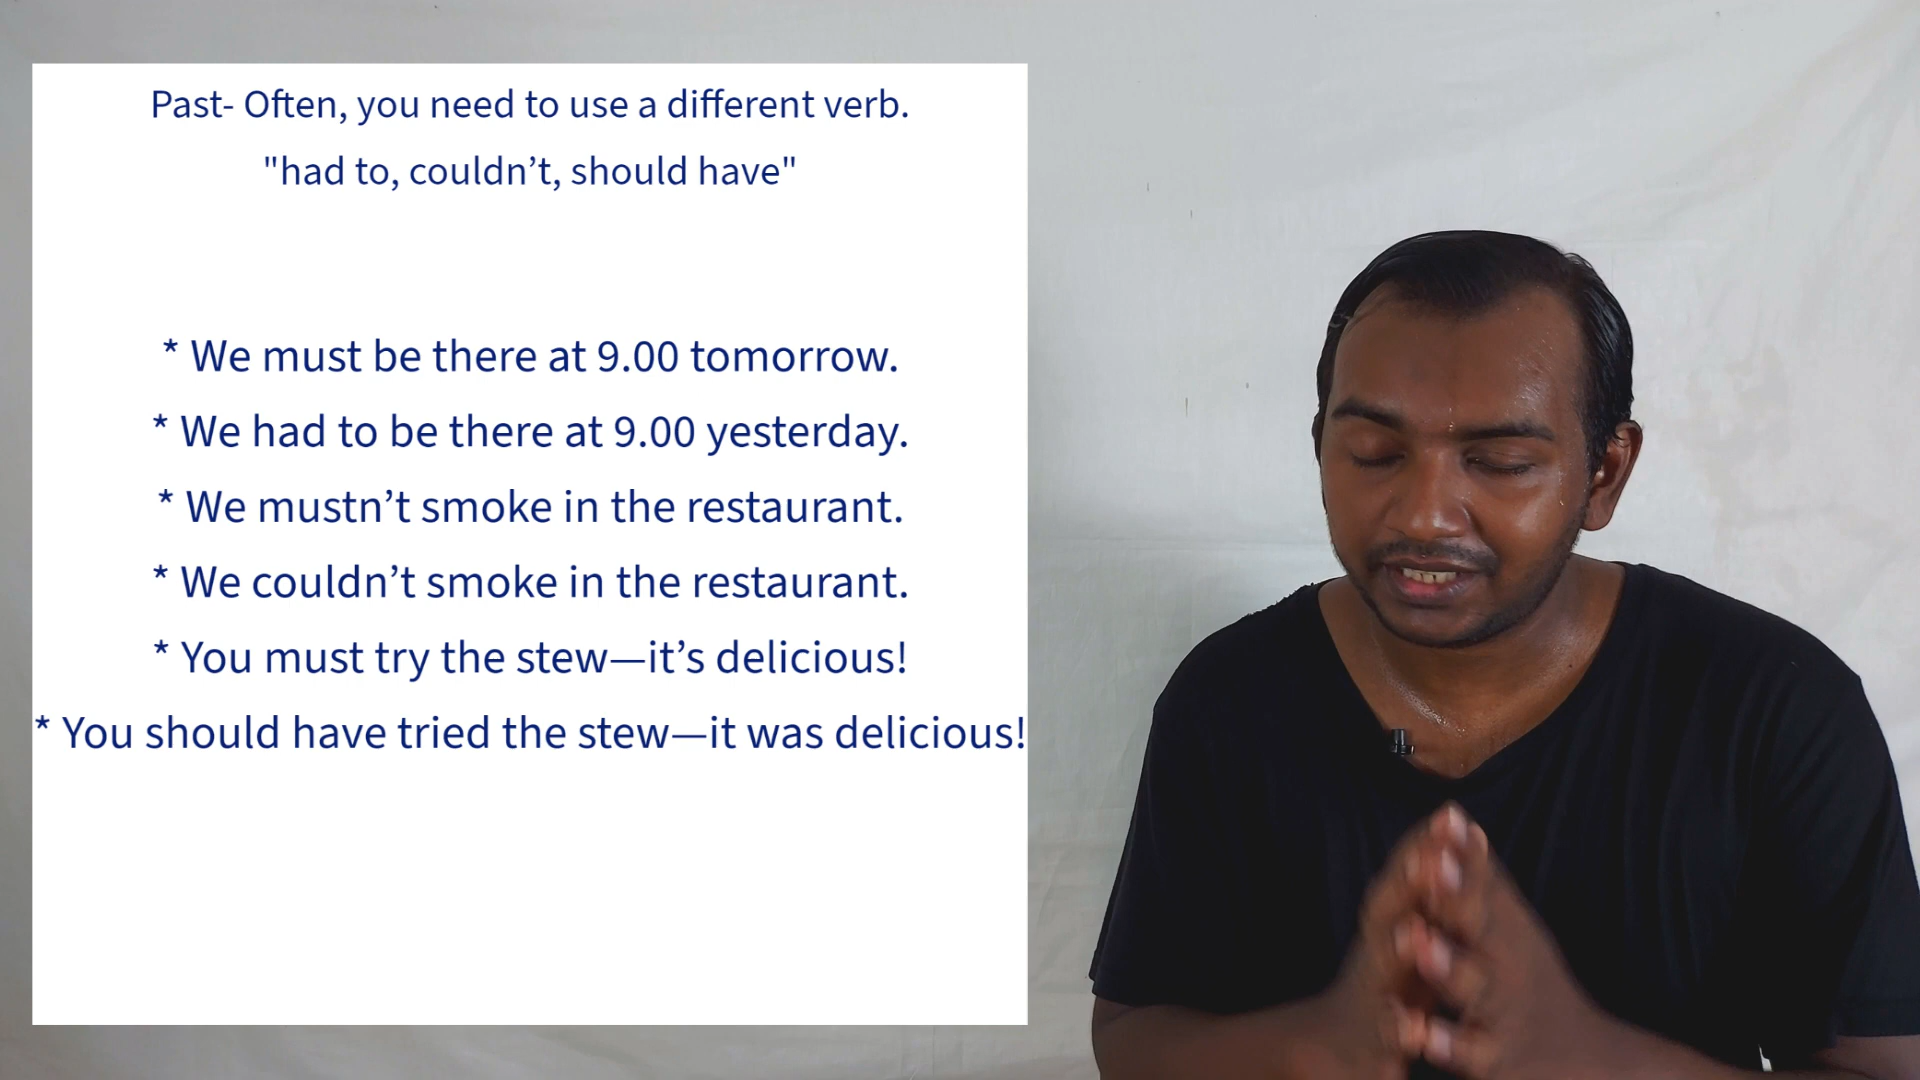 Past- Often, you need to use a different verb.
"had to, couldn’t, should have"
* We must be there at 9.00 tomorrow.
* We had to be there at 9.00 yesterday.
* We mustn’t smoke in the restaurant.
* We couldn’t smoke in the restaurant.
* You must try the stew—it’s delicious!
* You should have tried the stew—it was delicious!